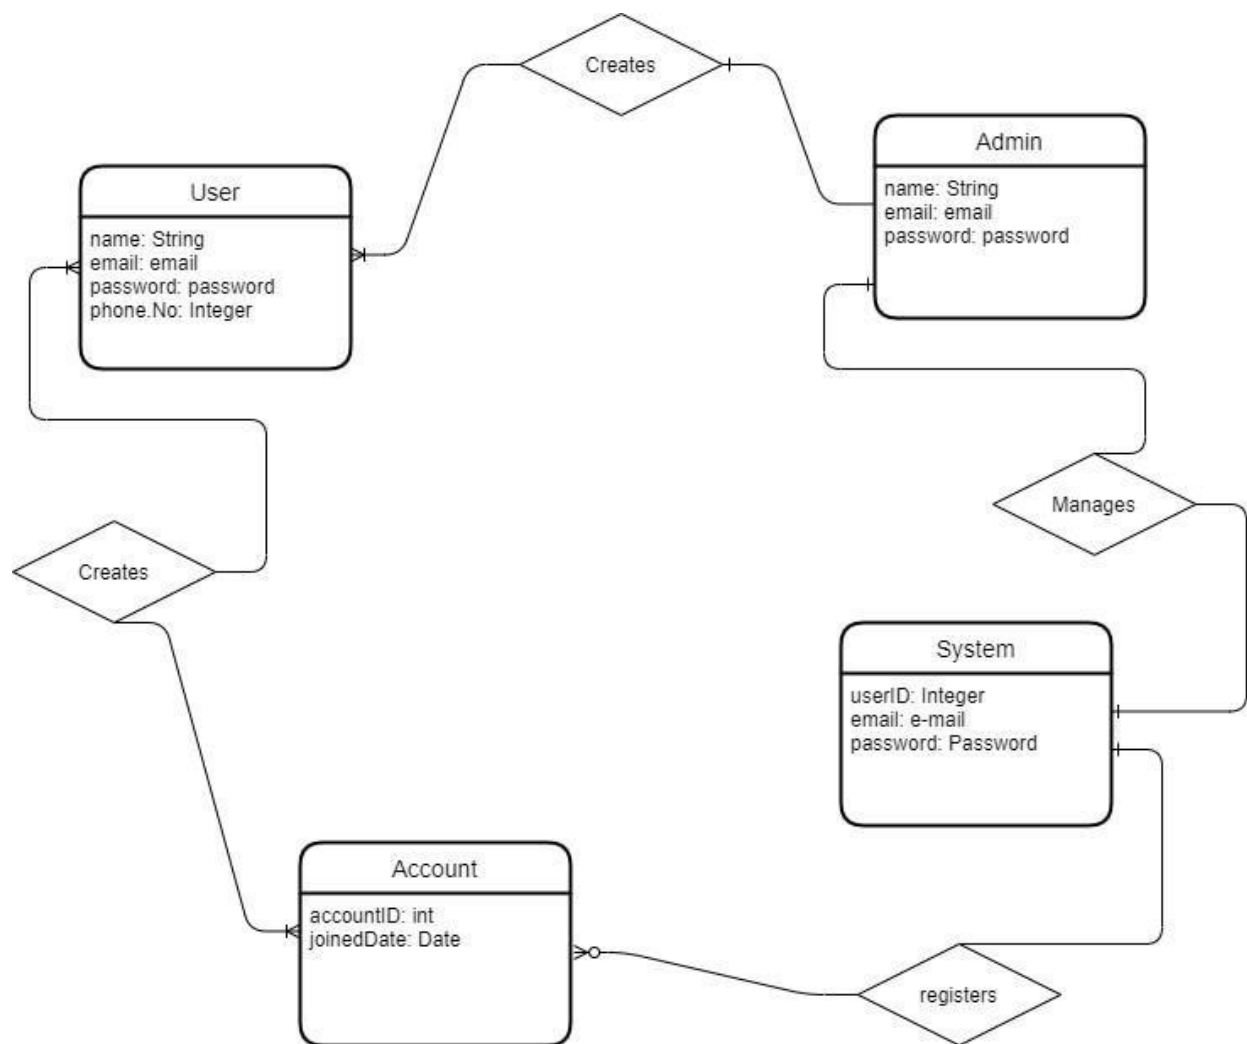 Creates
Admin
name: String
email: email
password: password
User
name: String
email: email
password: password
phone.No: Integer
Manages
Creates
System
userID: Integer
email: e-mail
password: Password
Account
accountID: int
joinedDate: Date
registers